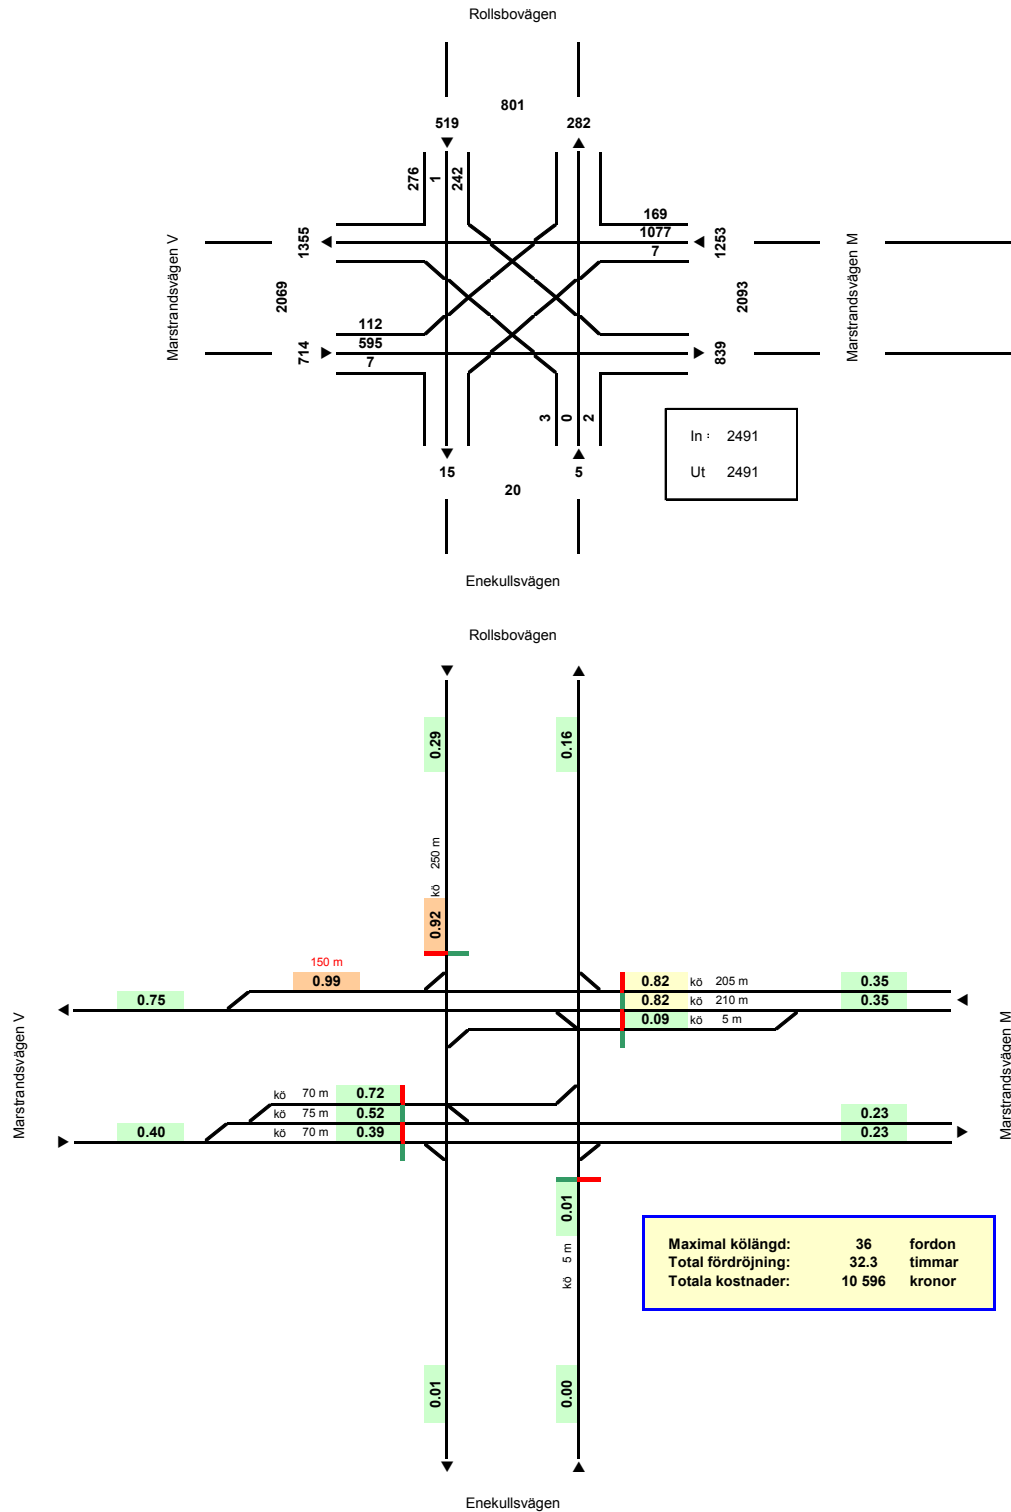 Rollsbovägen
801
519 282
276 1 242
169
1077
7
1355
1253
Marstrandsvägen V
2069
2093
Marstrandsvägen M
112
595
7
714
839
3 0 2
In : 2491
Ut 2491
15 5
20
Enekullsvägen
Rollsbovägen
0.29
0.16
kö 250 m
0.92
150 m
0.99
0.75
0.82 kö 205 m 0.35
0.82 kö 210 m 0.35
0.09 kö 5 m
Marstrandsvägen V
Marstrandsvägen M
kö 70 m 0.72
kö 75 m 0.52 0.23
0.40 kö 70 m 0.39 0.23
0.01
kö 5 m
Maximal kölängd: 36 fordon
Total fördröjning: 32.3 timmar
Totala kostnader: 10 596 kronor
0.01
0.00
Enekullsvägen